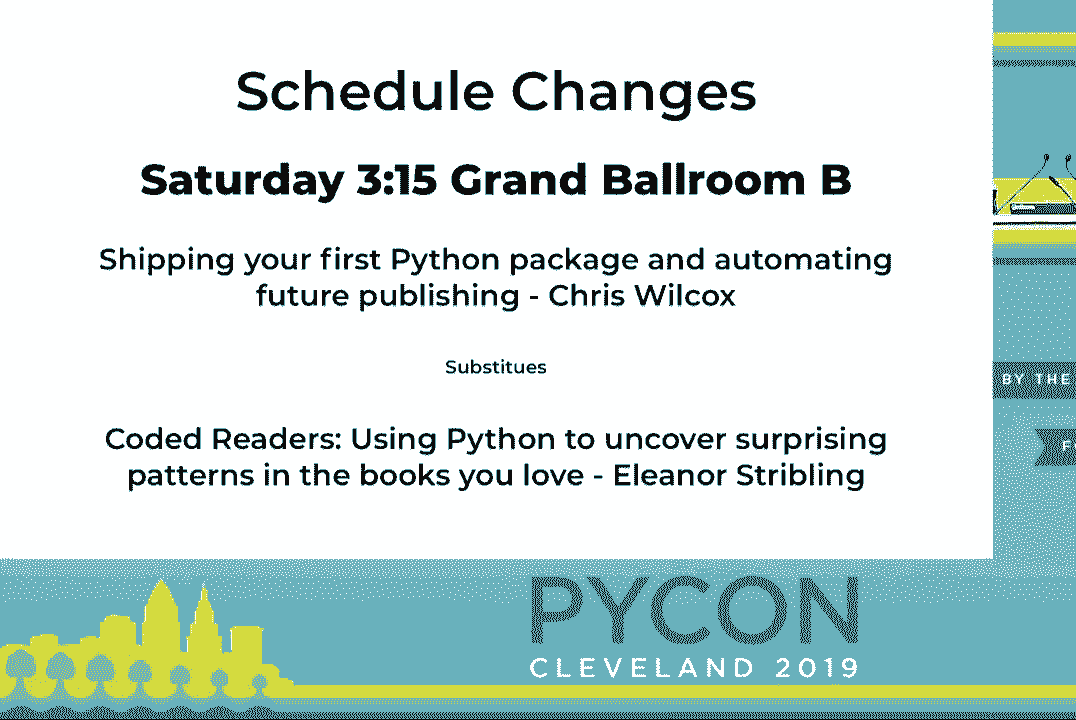 Schedule Changes
Saturday 3:15 Grand Ballroom B
Shipping your first Python package and automating
future publishing - Chris Wilcox
Substitues
Coded Readers: Using Python to uncover surprising
patterns in the books you love - Eleanor Stribling
BY THE
PYCON
CLEVELAND 2019